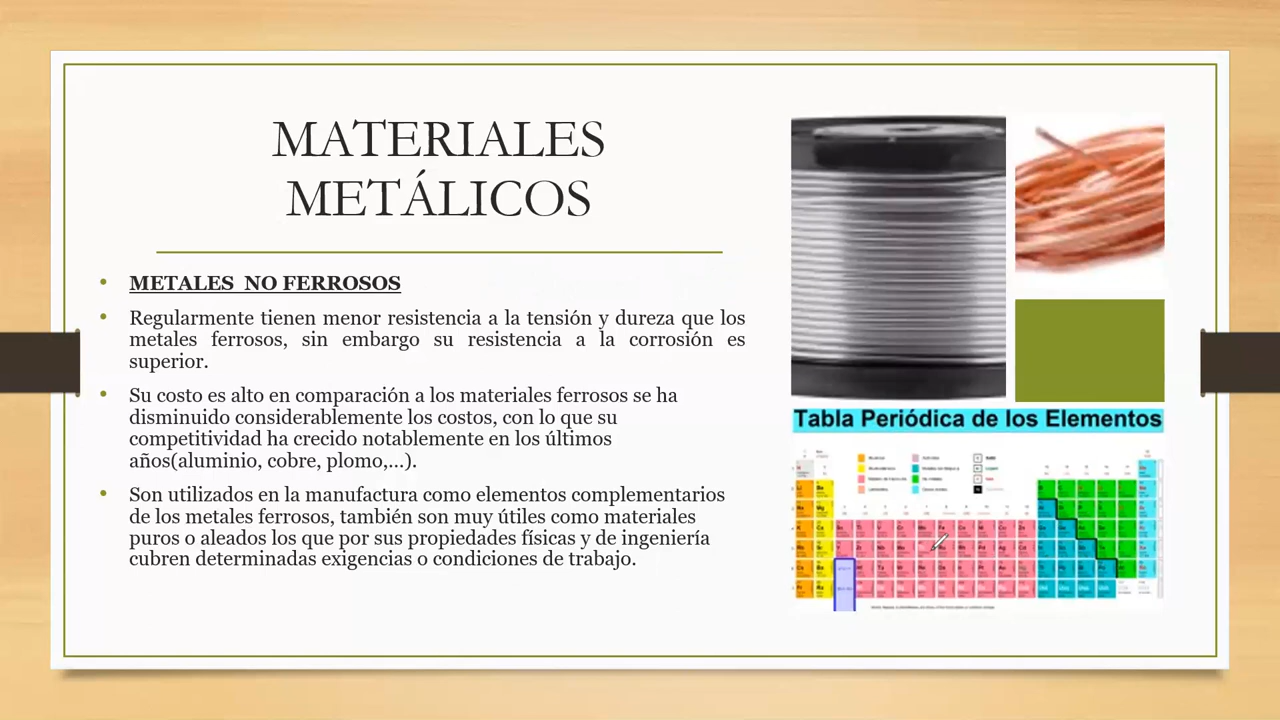 MATERIALES
METÁLICOS
METALES NO FERROSOS
Regularmente tienen menor resistencia a la tensión y dureza que los
metales ferrosos, sin embargo su resistencia a la corrosión es
superior.
Su costo es alto en comparación a los materiales ferrosos se ha
disminuido considerablemente los costos, con lo que su
competitividad ha crecido notablemente en los últimos
años(aluminio, cobre, plomo,...).
Son utilizados en la manufactura como elementos complementarios
de los metales ferrosos, también son muy útiles como materiales
puros o aleados los que por sus propiedades físicas y de ingeniería
cubren determinadas exigencias o condiciones de trabajo.
Tabla Periódica de los Elementos